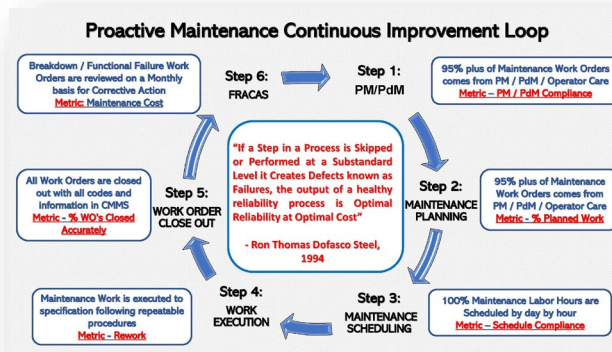 Proactive Maintenance Continuous Improvement Loop
Breakdown / Functional Failure Work
Orders are reviewed on a Monthly
basis for Corrective Action
Metric: Maintenance Cost
Step 6:
FRACAS
Step 1:
PM/PdM
95% plus of Maintenance Work Orders
comes from PM / PdM / Operator Care
Metric – PM / PdM Compliance
"If a Step in a Process is Skipped
or Performed at a Substandard
Level it Creates Defects known as
Failures, the output of a healthy
reliability process is Optimal
Reliability at Optimal Cost"
- Ron Thomas Dofasco Steel,
1994
All Work Orders are closed
out with all codes and
information in CMMS
Metric - % WO's Closed
Accurately
Step 5:
WORK ORDER
CLOSE OUT
Step 2:
MAINTENANCE
PLANNING
95% plus of Maintenance
Work Orders comes from
PM / PdM / Operator Care
Metric - % Planned Work
Maintenance Work is executed to
specification following repeatable
procedures
Metric - Rework
Step 4:
WORK
EXECUTION
Step 3:
MAINTENANCE
SCHEDULING
100% Maintenance Labor Hours are
Scheduled by day by hour
Metric – Schedule Compliance